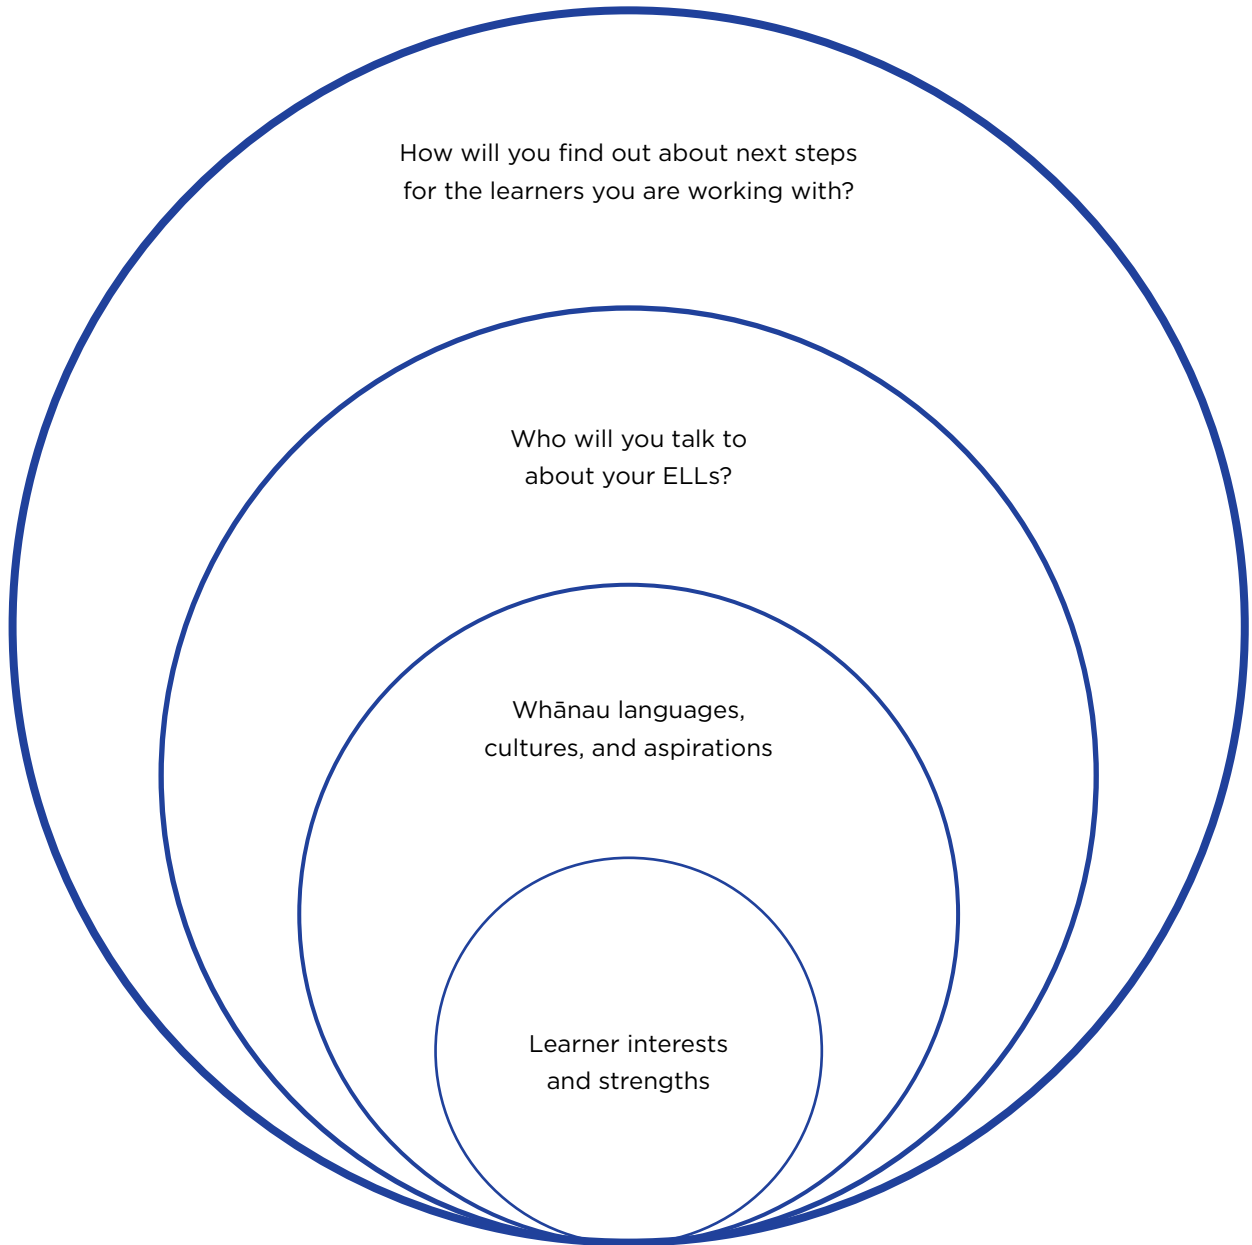 How will you find out about next steps
for the learners you are working with?
Who will you talk to
about your ELLs?
Whānau languages,
cultures, and aspirations
Learner interests
and strengths